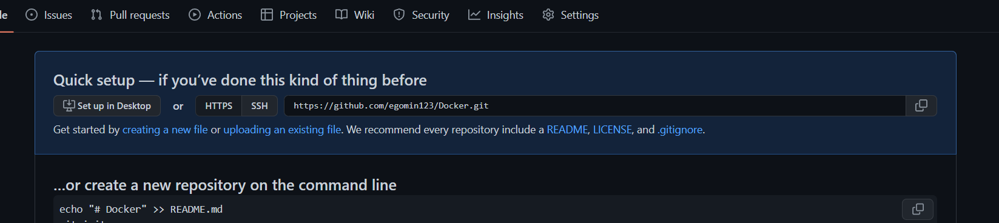 Issues Pull requests Actions Projects Wiki Security Insights Settings
Quick setup — if you’ve done this kind of thing before
Set up in Desktop or HTTPS SSH https://github.com/egomin123/Docker.git
Get started by creating a new file or uploading an existing file. We recommend every repository include a README, LICENSE, and .gitignore.
…or create a new repository on the command line
echo "# Docker" >> README.md